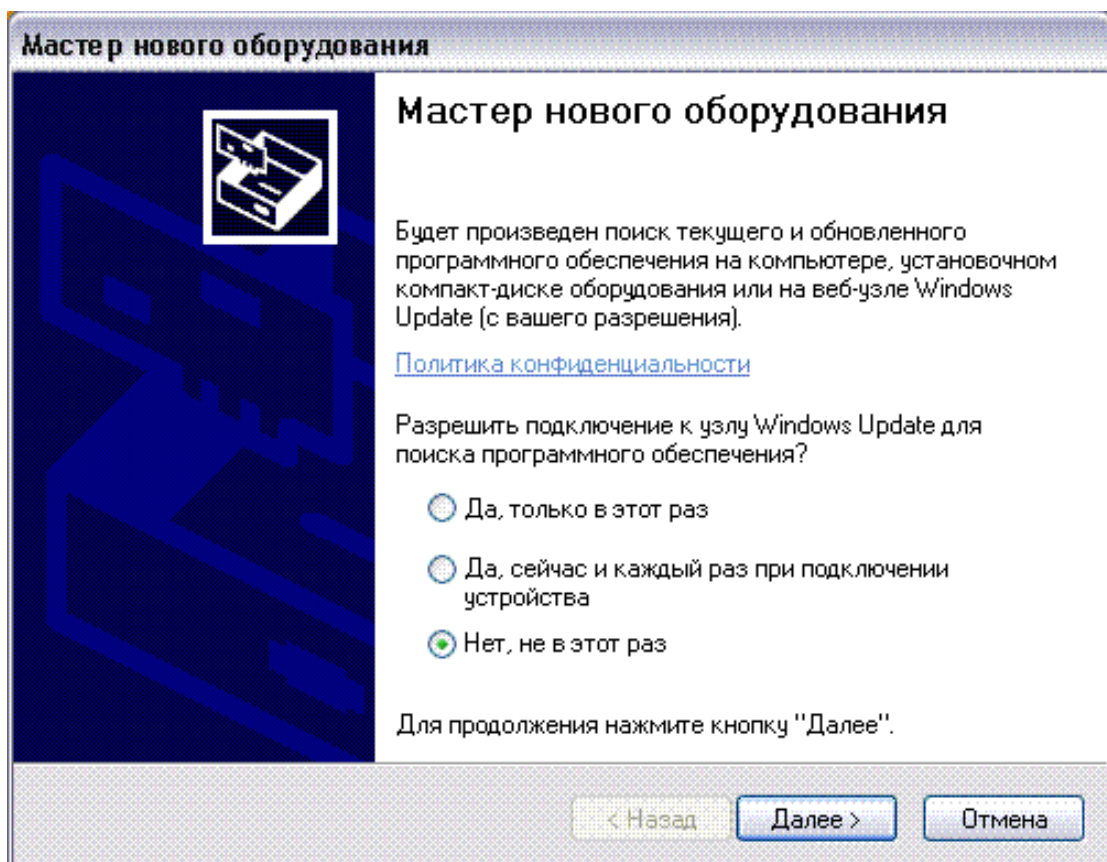 Мастер нового оборудования
Мастер нового оборудования
Будет произведен поиск текущего и обновленного
программного обеспечения на компьютере, установочном
компакт-диске оборудования или на веб-узле Windows
Update (с вашего разрешения).
Политика конфиденциальности
Разрешить подключение к узлу Windows Update для
поиска программного обеспечения?
Да, только в этот раз
Да, сейчас и каждый раз при подключении
устройства
Нет, не в этот раз
Для продолжения нажмите кнопку "Далее".
< Назад Далее > Отмена